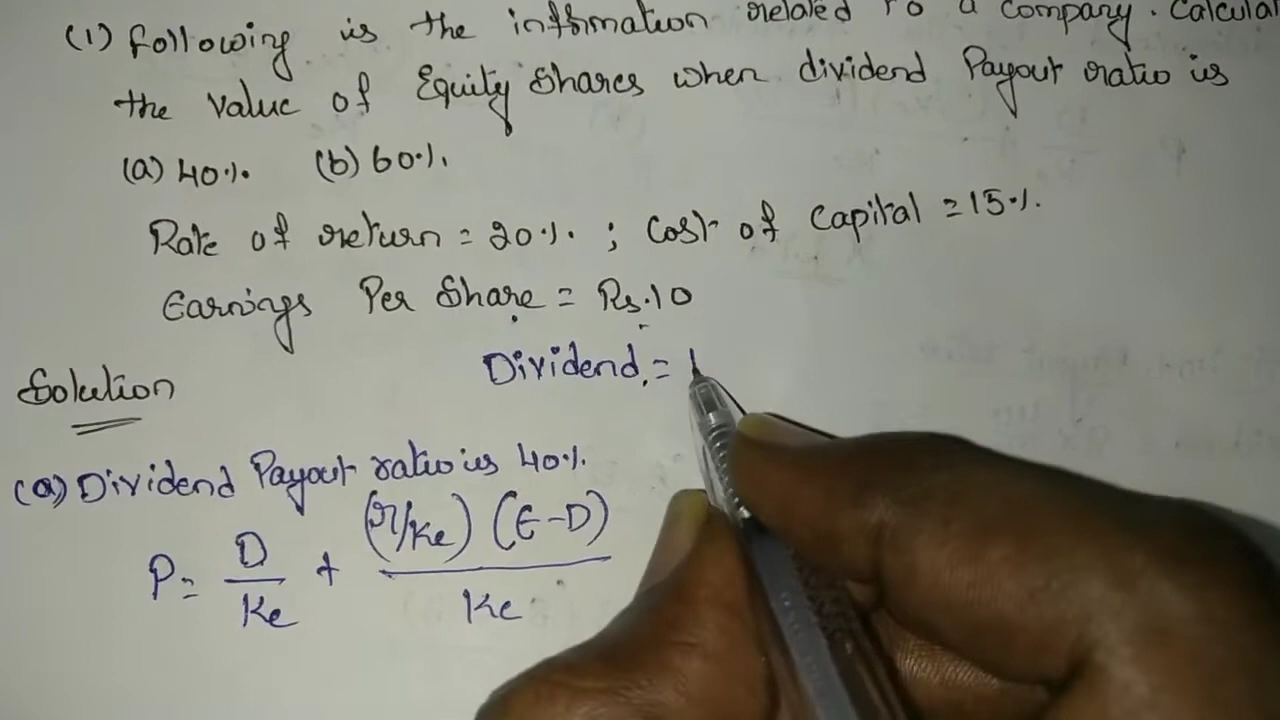 (1) Following is the information related to a Company. Calculat
the value of Equity Shares when dividend Payout ratio is
(a) 40%. (b) 60%.
Rate of return = 20%. ; Cost of Capital = 15%.
Earnings Per Share = Rs.10
Dividend = 1
Solution
(a) Dividend Payout ratio is 40%.
P = D/Ke + (r/Ke) (E-D)/Ke